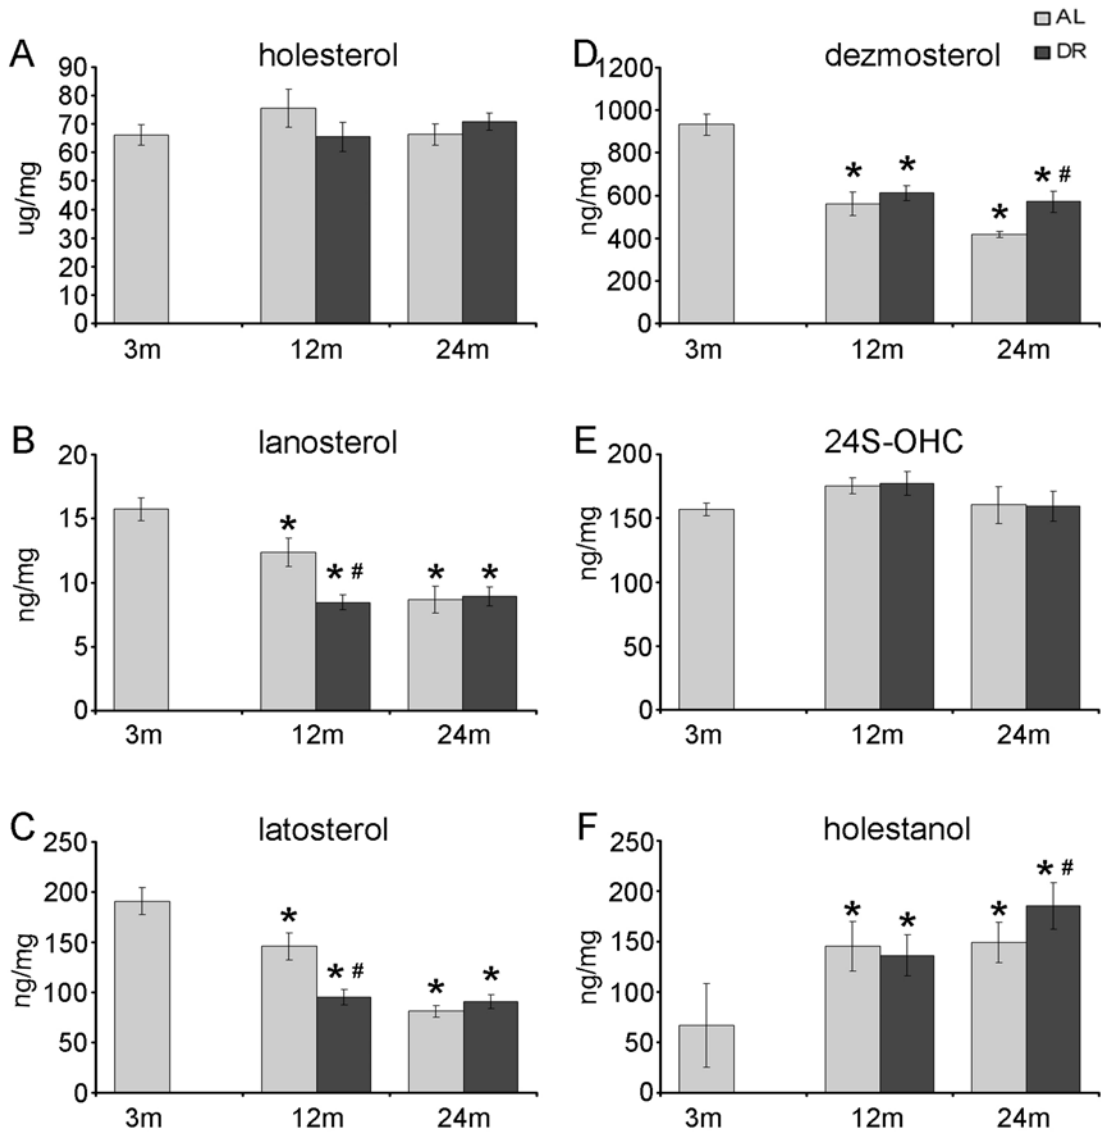 AL
DR
A
holesterol
90
80
70
60
50
40
30
20
10
0
ug/mg
3m 12m 24m
D
dezmosterol
1200
1000
800
600
400
200
0
ng/mg
* * * * #
3m 12m 24m
B
lanosterol
20
15
10
5
0
ng/mg
* * # * *
3m 12m 24m
E
24S-OHC
200
150
100
50
0
ng/mg
3m 12m 24m
C
latosterol
250
200
150
100
50
0
ng/mg
* * # * *
3m 12m 24m
F
holestanol
250
200
150
100
50
0
ng/mg
* * * * #
3m 12m 24m